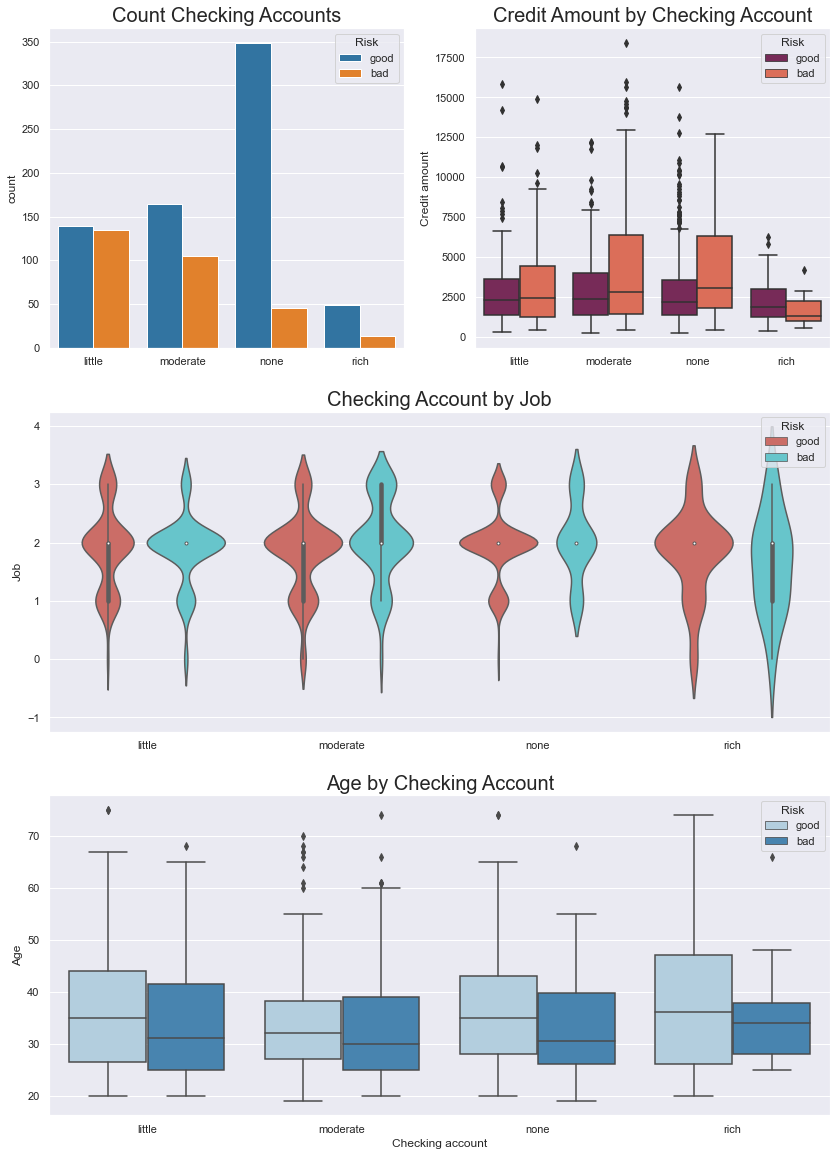 Count Checking Accounts
count
350
300
250
200
150
100
50
0
little
moderate
none
rich
Risk
good
bad
Credit Amount by Checking Account
Credit amount
17500
15000
12500
10000
7500
5000
2500
0
little
moderate
none
rich
Risk
good
bad
Checking Account by Job
Job
4
3
2
1
0
−1
little
moderate
none
rich
Risk
good
bad
Age by Checking Account
Age
70
60
50
40
30
20
little
moderate
none
rich
Checking account
Risk
good
bad